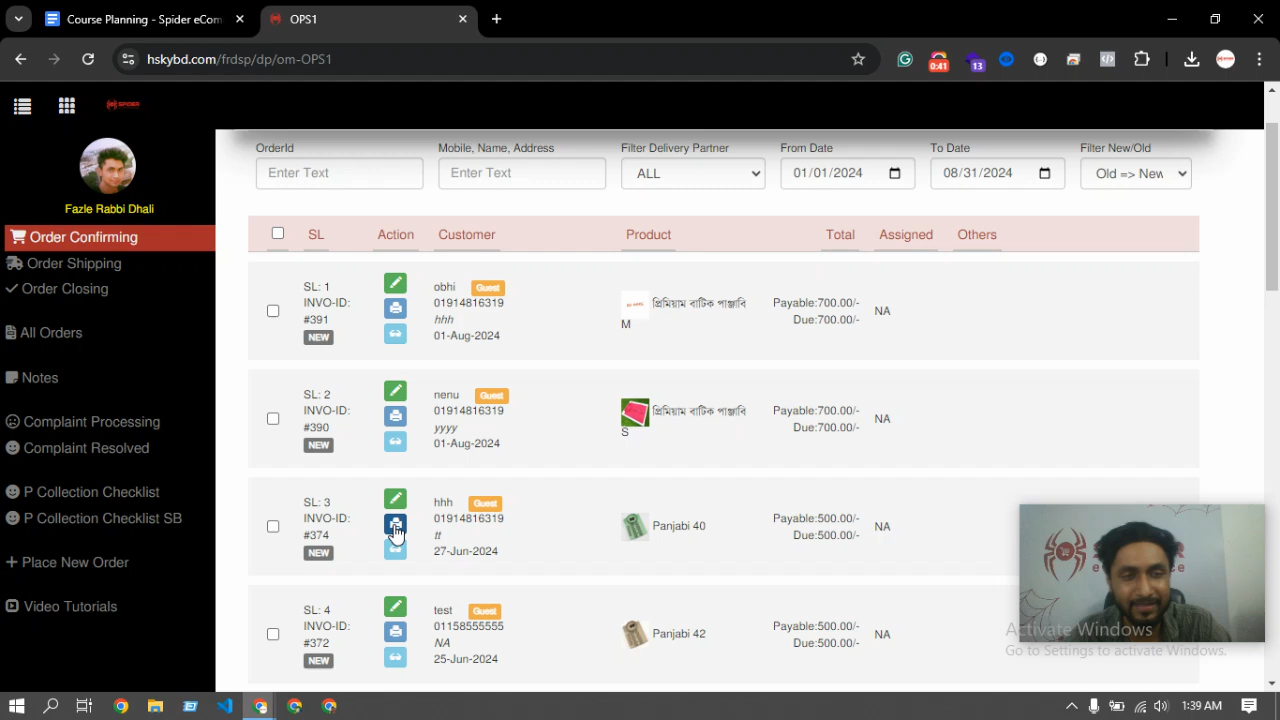 Course Planning - Spider eCom
OPS1
hskybd.com/frdsp/dp/om-OPS1
0:41
13
SPIDER
Fazle Rabbi Dhali
Order Confirming
Order Shipping
Order Closing
All Orders
Notes
Complaint Processing
Complaint Resolved
P Collection Checklist
P Collection Checklist SB
Place New Order
Video Tutorials
OrderId
Mobile, Name, Address
Filter Delivery Partner
From Date
To Date
Filter New/Old
Enter Text
Enter Text
ALL
01/01/2024
08/31/2024
Old => New
SL
Action
Customer
Product
Total
Assigned
Others
SL: 1
INVO-ID:
#391
NEW
obhi Guest
01914816319
hhh
01-Aug-2024
প্রিমিয়াম বাটিক পাঞ্জাবি
M
Payable:700.00/-
Due:700.00/-
NA
SL: 2
INVO-ID:
#390
NEW
nenu Guest
01914816319
yyyy
01-Aug-2024
প্রিমিয়াম বাটিক পাঞ্জাবি
S
Payable:700.00/-
Due:700.00/-
NA
SL: 3
INVO-ID:
#374
NEW
hhh Guest
01914816319
tt
27-Jun-2024
Panjabi 40
Payable:500.00/-
Due:500.00/-
NA
SL: 4
INVO-ID:
#372
NEW
test Guest
01158555555
NA
25-Jun-2024
Panjabi 42
Payable:500.00/-
Due:500.00/-
NA
Activate Windows
Go to Settings to activate Windows.
1:39 AM